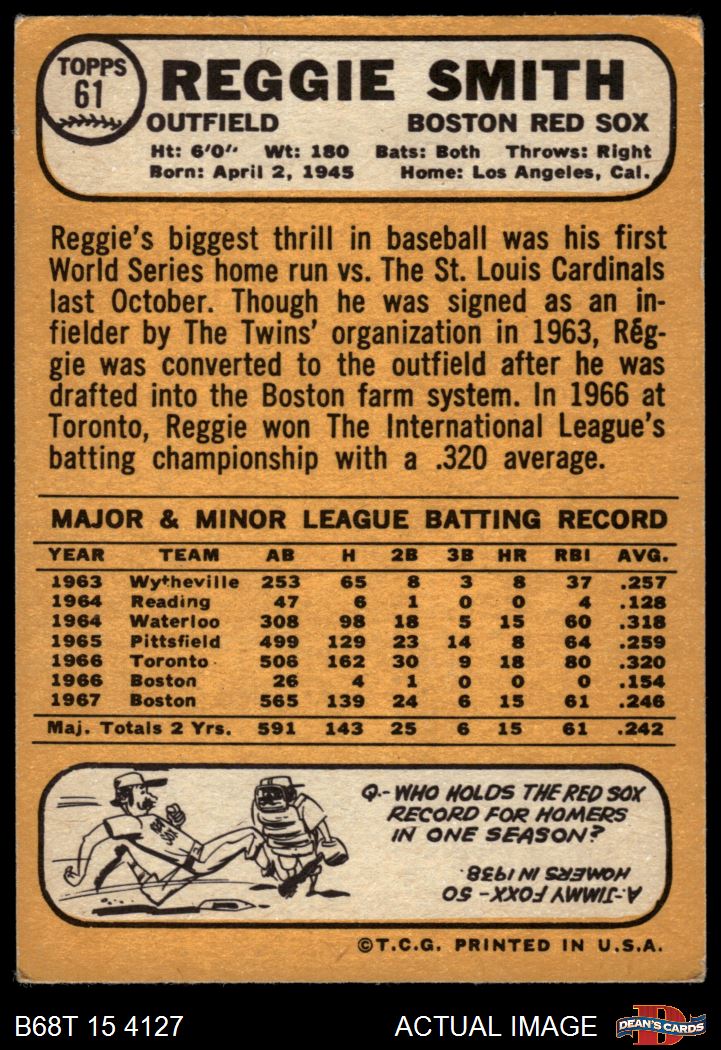 TOPPS
61
REGGIE SMITH
OUTFIELD BOSTON RED SOX
Ht: 6'0" Wt: 180 Bats: Both Throws: Right
Born: April 2, 1945 Home: Los Angeles, Cal.
Reggie's biggest thrill in baseball was his first
World Series home run vs. The St. Louis Cardinals
last October. Though he was signed as an in-
fielder by The Twins' organization in 1963, Rég-
gie was converted to the outfield after he was
drafted into the Boston farm system. In 1966 at
Toronto, Reggie won The International League's
batting championship with a .320 average.
MAJOR & MINOR LEAGUE BATTING RECORD
YEAR TEAM AB H 2B 3B HR RBI AVG.
1963 Wytheville 253 65 8 3 8 37 .257
1964 Reading 47 6 1 0 0 4 .128
1964 Waterloo 308 98 18 5 15 60 .318
1965 Pittsfield 499 129 23 14 8 64 .259
1966 Toronto 506 162 30 9 18 80 .320
1966 Boston 26 4 1 0 0 0 .154
1967 Boston 565 139 24 6 15 61 .246
Maj. Totals 2 Yrs. 591 143 25 6 15 61 .242
Q.-WHO HOLDS THE RED SOX
RECORD FOR HOMERS
IN ONE SEASON?
A-JIMMY FOXX-50
HOMERS IN 1938.
©T.C.G. PRINTED IN U.S.A.
B68T 15 4127 ACTUAL IMAGE
D
DEAN'S CARDS